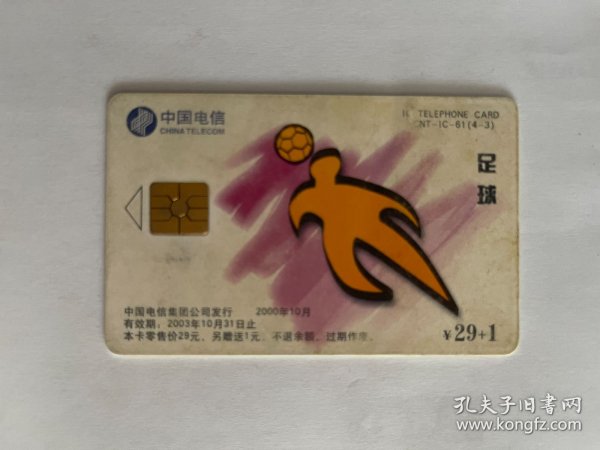 中国电信
CHINA TELECOM
IC TELEPHONE CARD
CNT-IC-61(4-3)
足球
中国电信集团公司发行 2000年10月
有效期:2003年10月31日止
本卡零售价29元、另赠送1元、不退余额、过期作废。
¥29+1
孔夫子旧书网
www.kongfz.com